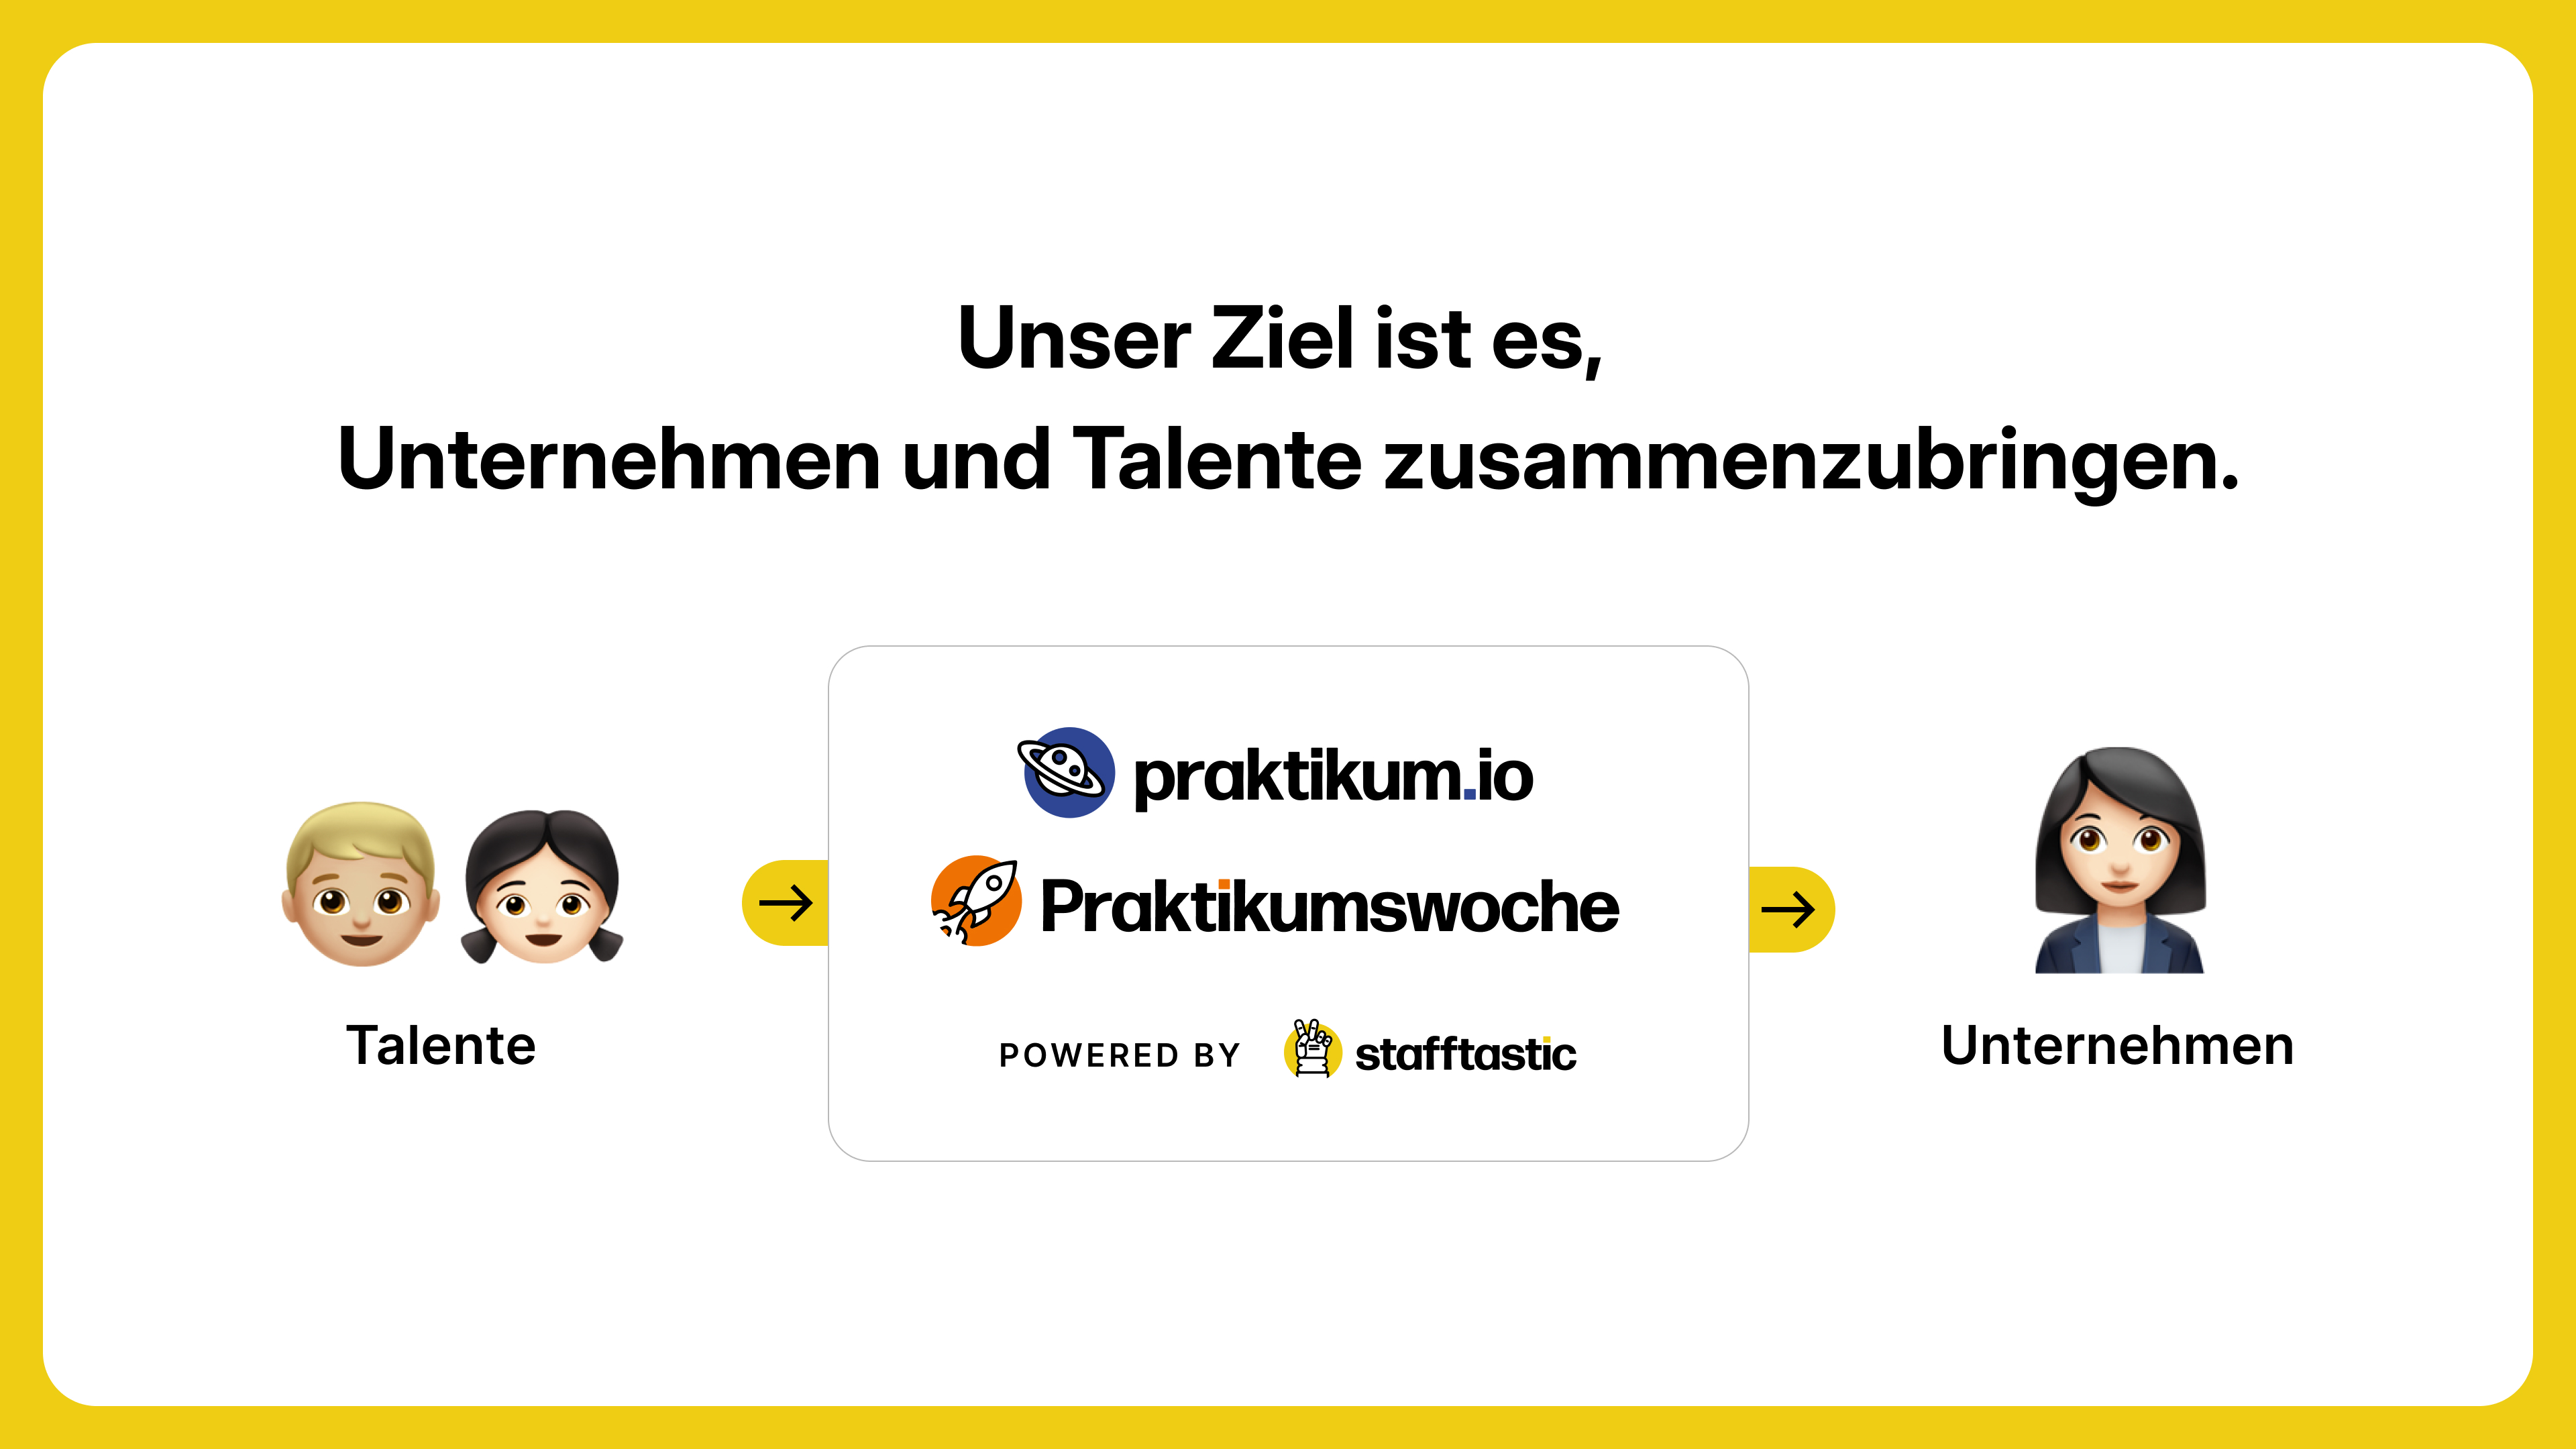 Unser Ziel ist es,
Unternehmen und Talente zusammenzubringen.
praktikum.io
Praktikumswoche
POWERED BY stafftastic
Talente
Unternehmen